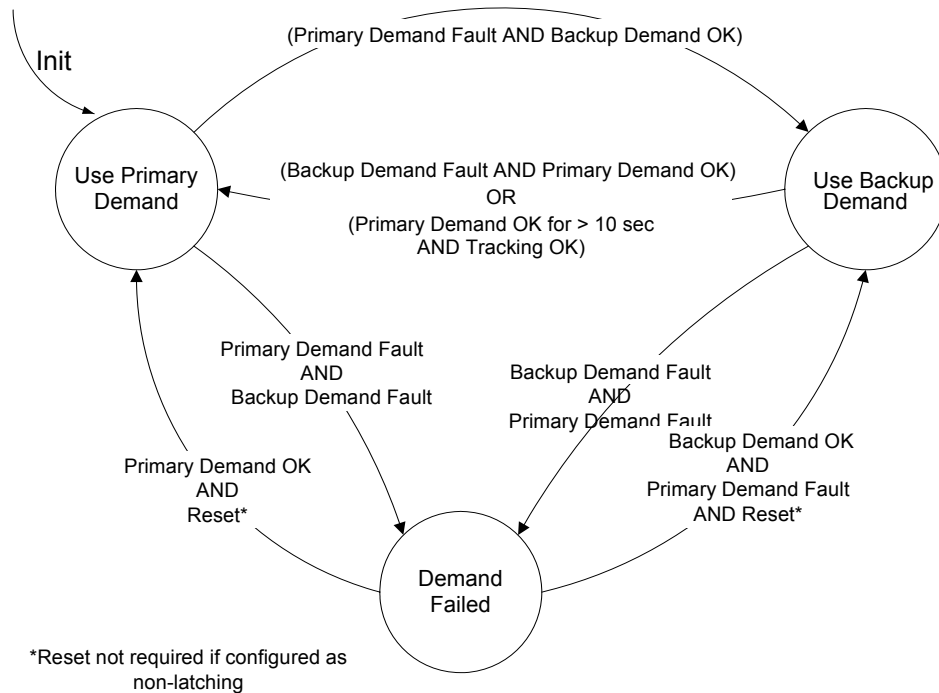 (Primary Demand Fault AND Backup Demand OK)
Init
Use Primary
Demand
(Backup Demand Fault AND Primary Demand OK)
OR
(Primary Demand OK for > 10 sec
AND Tracking OK)
Use Backup
Demand
Primary Demand Fault
AND
Backup Demand Fault
Backup Demand Fault
AND
Primary Demand Fault
Primary Demand OK
AND
Reset*
Backup Demand OK
AND
Primary Demand Fault
AND Reset*
Demand
Failed
*Reset not required if configured as
non-latching